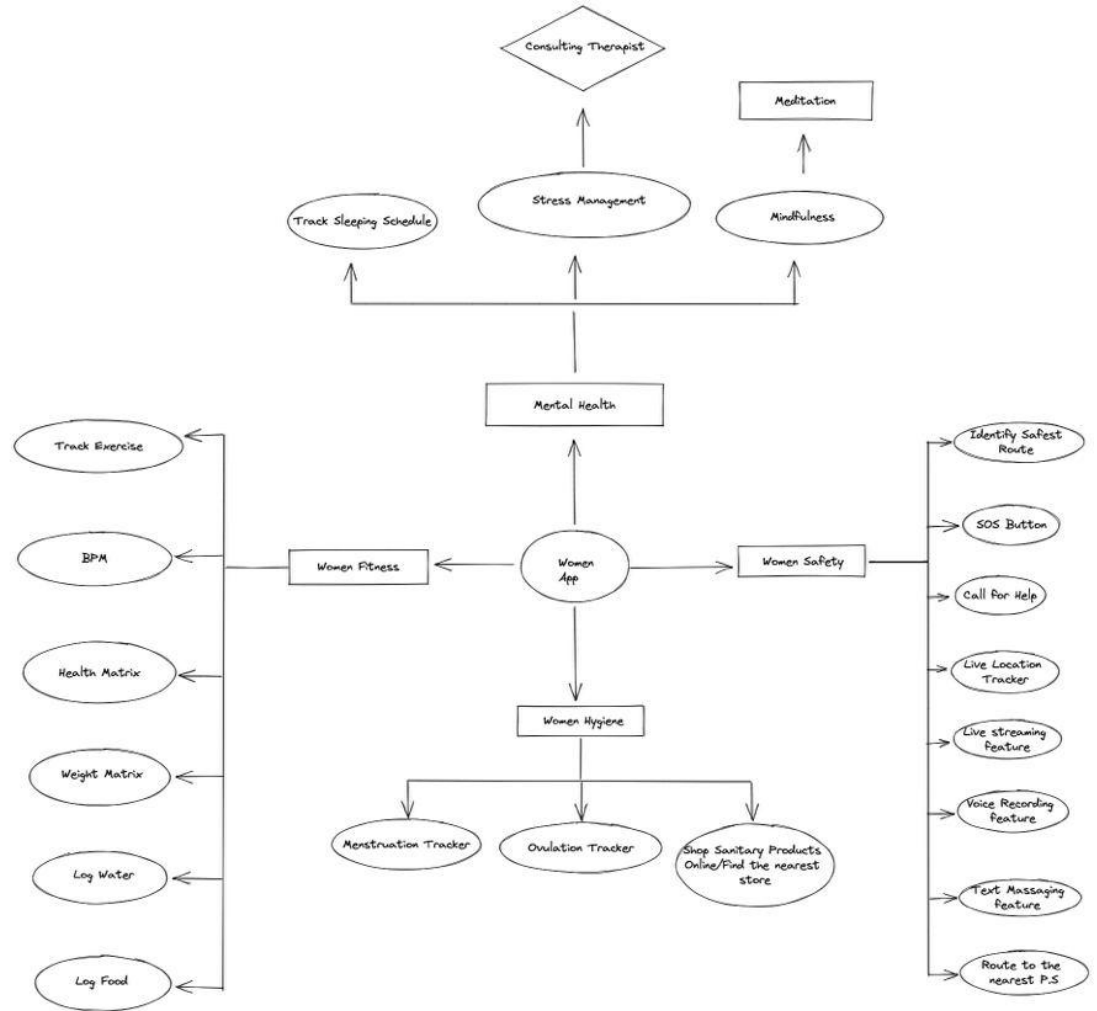 Consulting Therapist
Meditation
Stress Management
Track Sleeping Schedule
Mindfulness
Mental Health
Track Exercise
Identify Safest
Route
SOS Button
BPM
Women Fitness
Women
App
Women Safety
Call for Help
Health Matrix
Live Location
Tracker
Women Hygiene
Live streaming
feature
Weight Matrix
Voice Recording
feature
Menstruation Tracker
Ovulation Tracker
Shop Sanitary Products
Online/Find the nearest
store
Log Water
Text Massaging
feature
Log Food
Route to the
nearest P.S